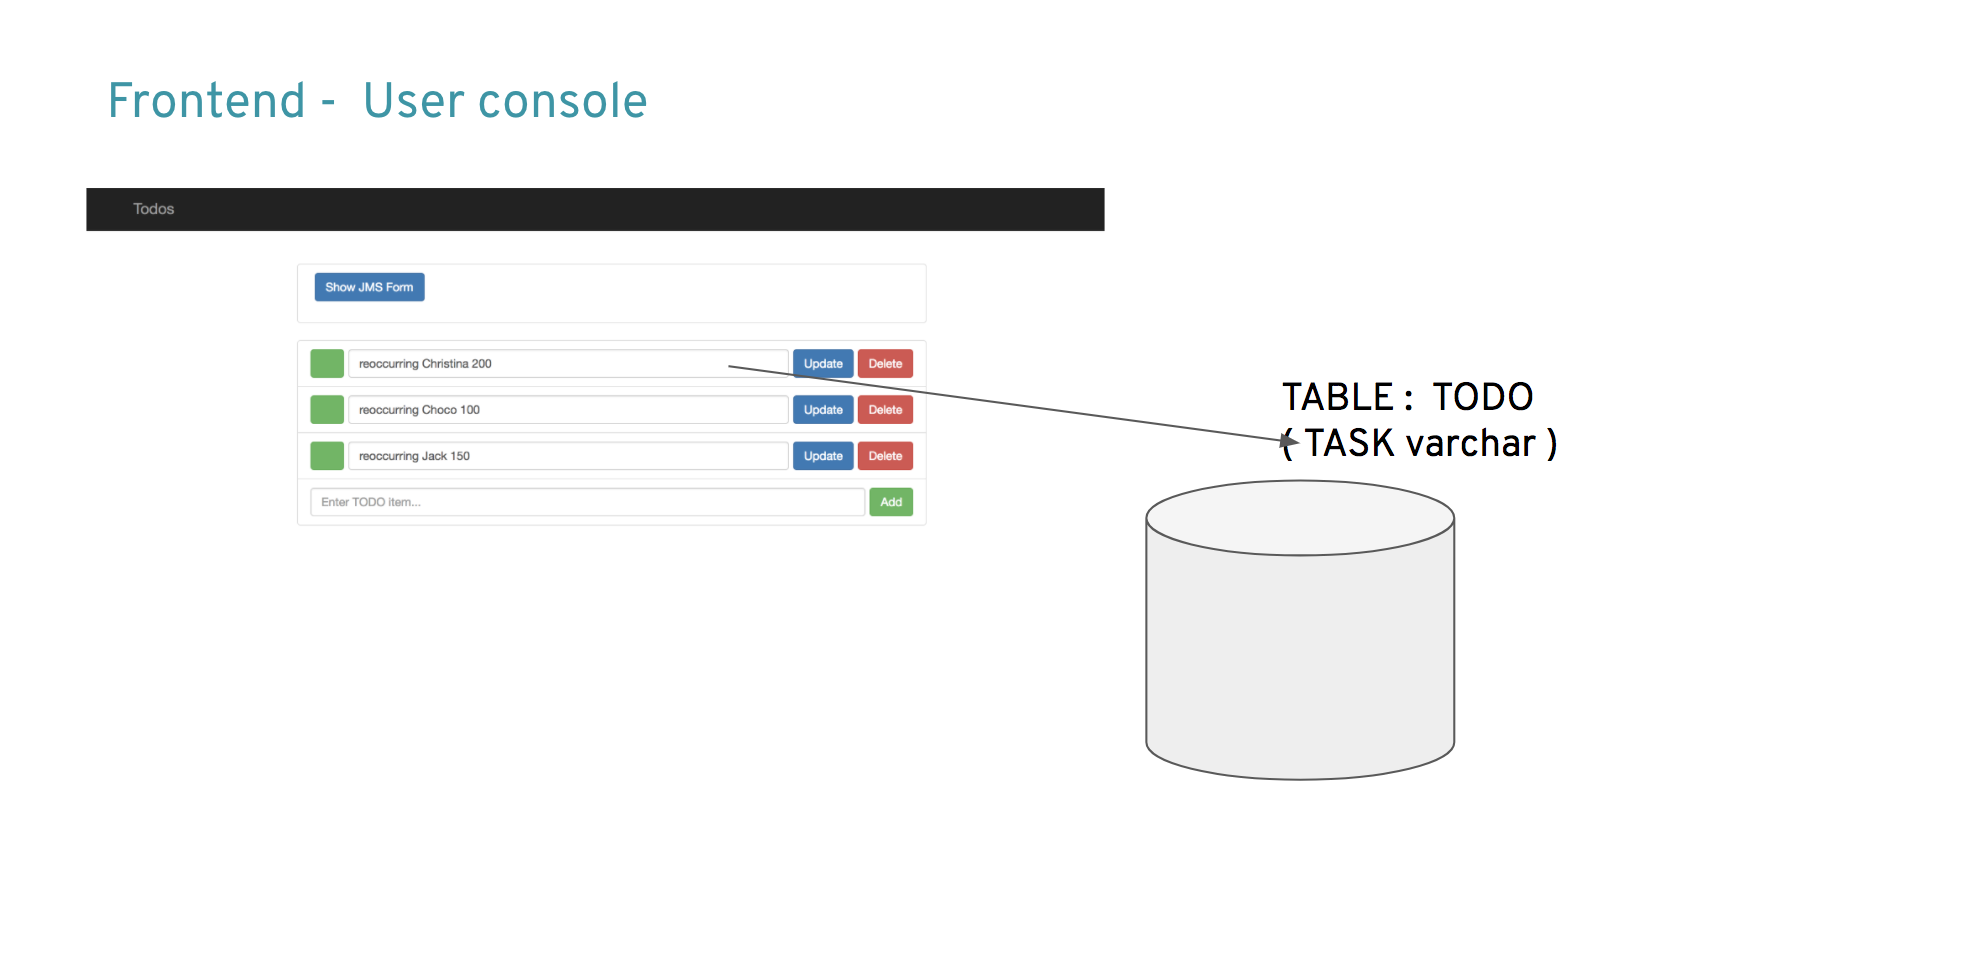 Frontend - User console
Todos
Show JMS Form
reoccurring Christina 200 Update Delete
reoccurring Choco 100 Update Delete
reoccurring Jack 150 Update Delete
Enter TODO item... Add
TABLE : TODO
( TASK varchar )